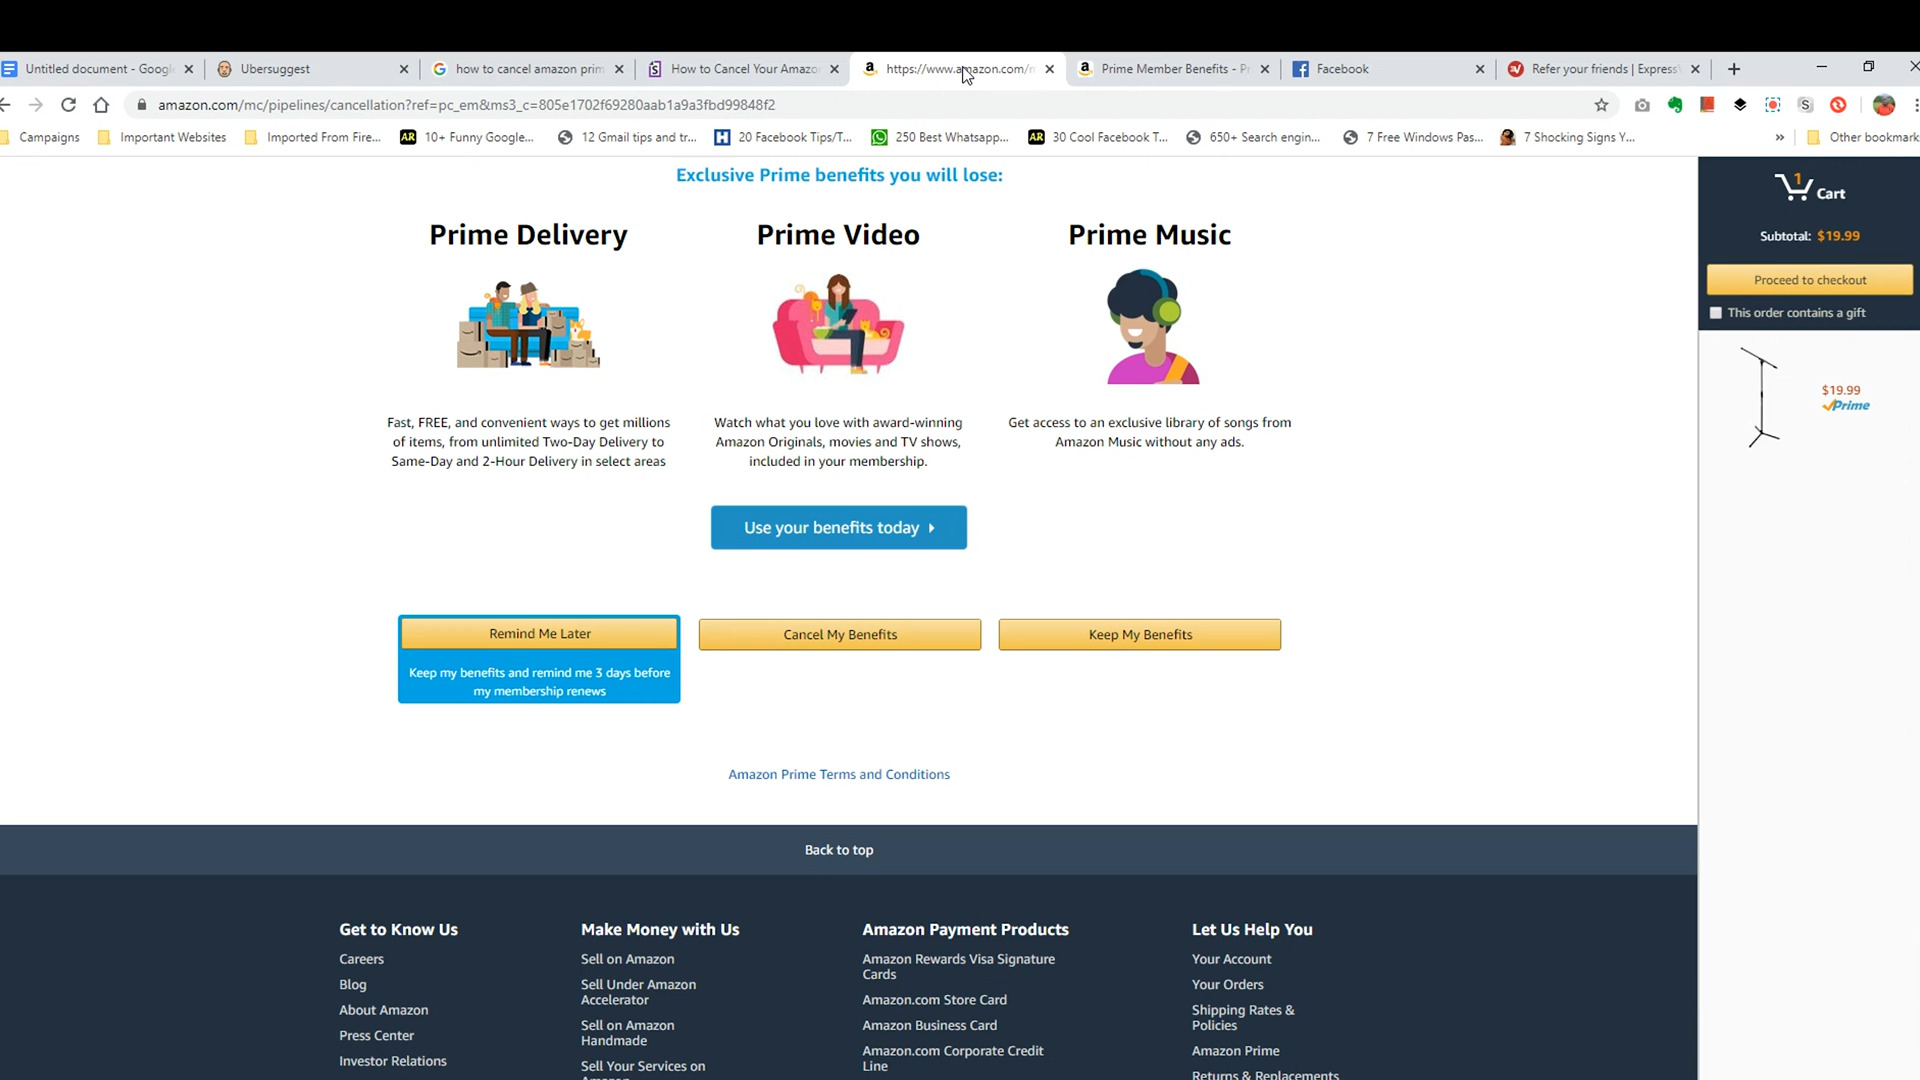 Untitled document - Googl
Ubersuggest
how to cancel amazon prim
How to Cancel Your Amazo
https://www.amazon.com/m
Prime Member Benefits - Pr
Facebook
Refer your friends | Express
amazon.com/mc/pipelines/cancellation?ref=pc_em&ms3_c=805e1702f69280aab1a9a3fbd99848f2
Campaigns
Important Websites
Imported From Fire...
10+ Funny Google...
12 Gmail tips and tr...
20 Facebook Tips/T...
250 Best Whatsapp...
30 Cool Facebook T...
650+ Search engin...
7 Free Windows Pas...
7 Shocking Signs Y...
»
Other bookmark
Exclusive Prime benefits you will lose:
Prime Delivery
Fast, FREE, and convenient ways to get millions
of items, from unlimited Two-Day Delivery to
Same-Day and 2-Hour Delivery in select areas
Prime Video
Watch what you love with award-winning
Amazon Originals, movies and TV shows,
included in your membership.
Prime Music
Get access to an exclusive library of songs from
Amazon Music without any ads.
Use your benefits today
Remind Me Later
Keep my benefits and remind me 3 days before
my membership renews
Cancel My Benefits
Keep My Benefits
Amazon Prime Terms and Conditions
1
Cart
Subtotal: $19.99
Proceed to checkout
This order contains a gift
$19.99
Prime
Back to top
Get to Know Us
Careers
Blog
About Amazon
Press Center
Investor Relations
Make Money with Us
Sell on Amazon
Sell Under Amazon
Accelerator
Sell on Amazon
Handmade
Sell Your Services on
Amazon
Amazon Payment Products
Amazon Rewards Visa Signature
Cards
Amazon.com Store Card
Amazon Business Card
Amazon.com Corporate Credit
Line
Let Us Help You
Your Account
Your Orders
Shipping Rates &
Policies
Amazon Prime
Returns & Replacements